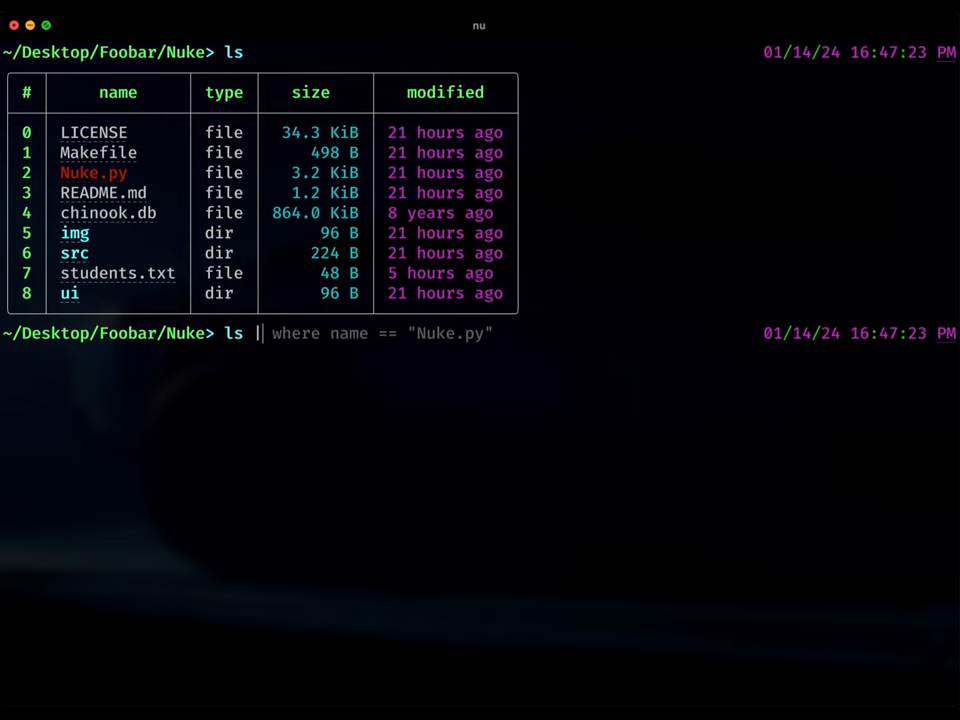 nu
~/Desktop/Foobar/Nuke> ls 01/14/24 16:47:23 PM
# name type size modified
0 LICENSE file 34.3 KiB 21 hours ago
1 Makefile file 498 B 21 hours ago
2 Nuke.py file 3.2 KiB 21 hours ago
3 README.md file 1.2 KiB 21 hours ago
4 chinook.db file 864.0 KiB 8 years ago
5 img dir 96 B 21 hours ago
6 src dir 224 B 21 hours ago
7 students.txt file 48 B 5 hours ago
8 ui dir 96 B 21 hours ago
~/Desktop/Foobar/Nuke> ls | where name == "Nuke.py" 01/14/24 16:47:23 PM